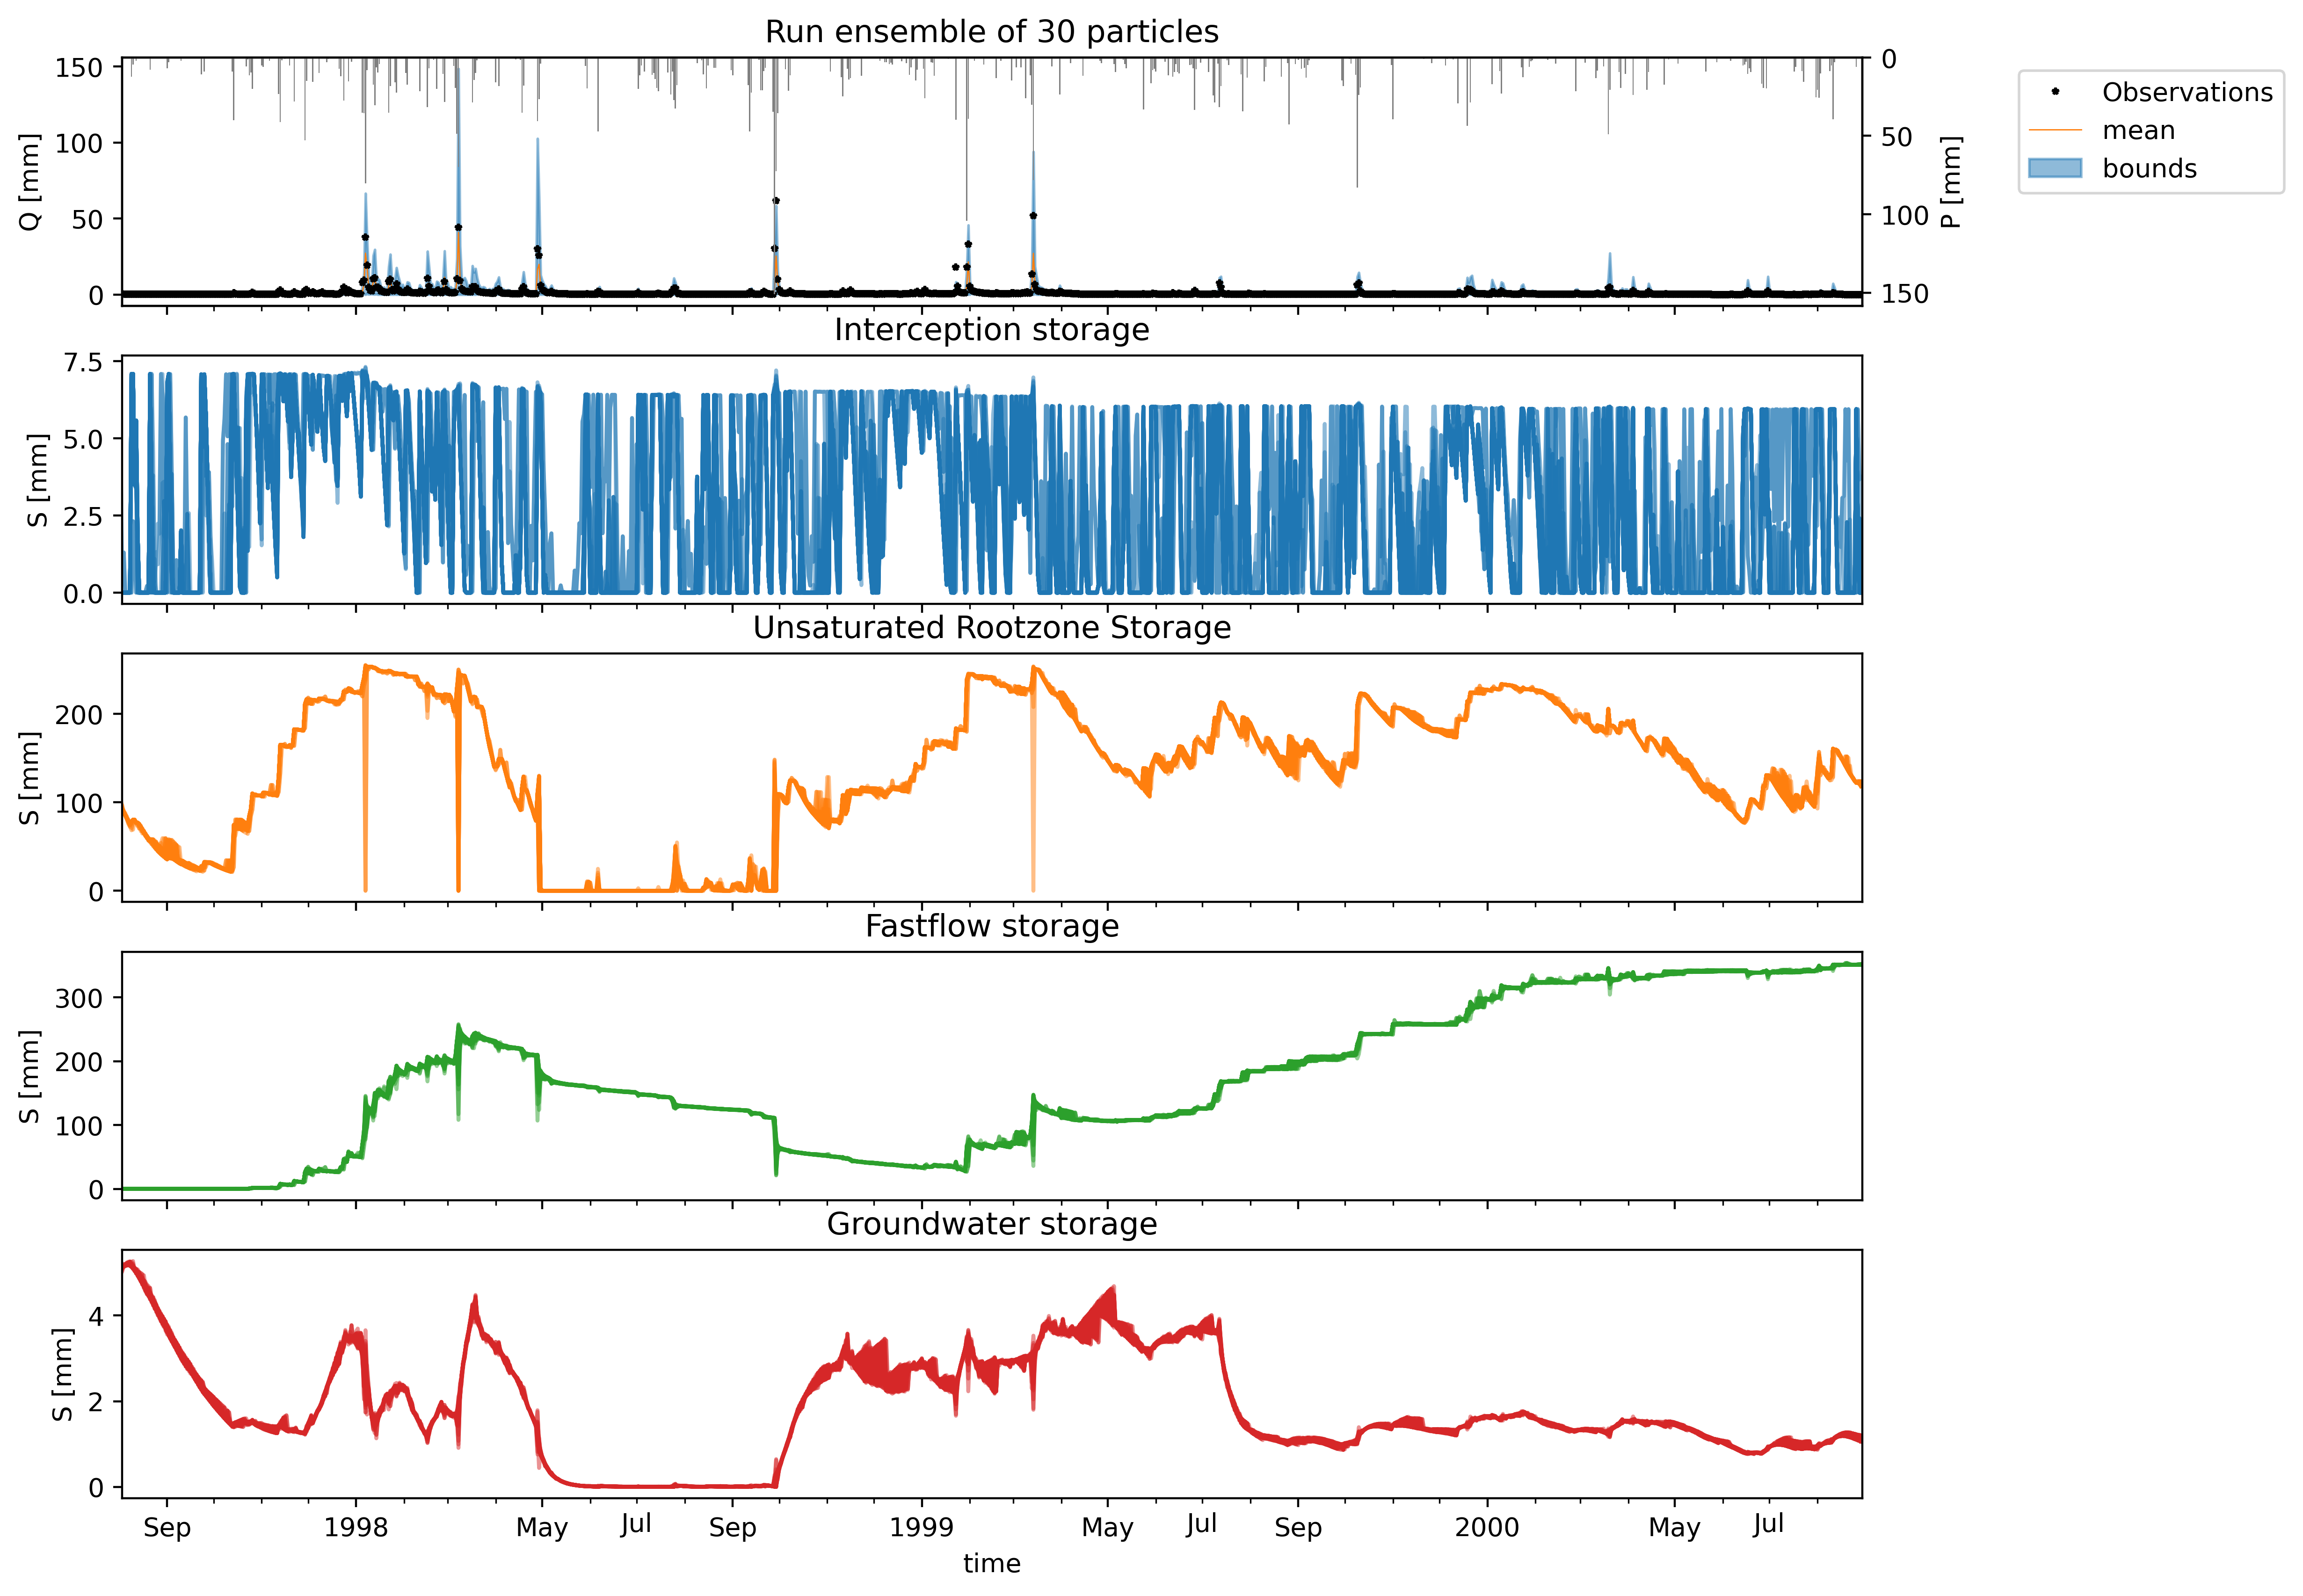 Run ensemble of 30 particles
150
100
50
0
Q [mm]
0
50
100
150
P [mm]
Observations
mean
bounds
Interception storage
7.5
5.0
2.5
0.0
S [mm]
Unsaturated Rootzone Storage
200
100
0
S [mm]
Fastflow storage
300
200
100
0
S [mm]
Groundwater storage
4
2
0
S [mm]
Sep 1998 May Jul Sep 1999 May Jul Sep 2000 May Jul
time